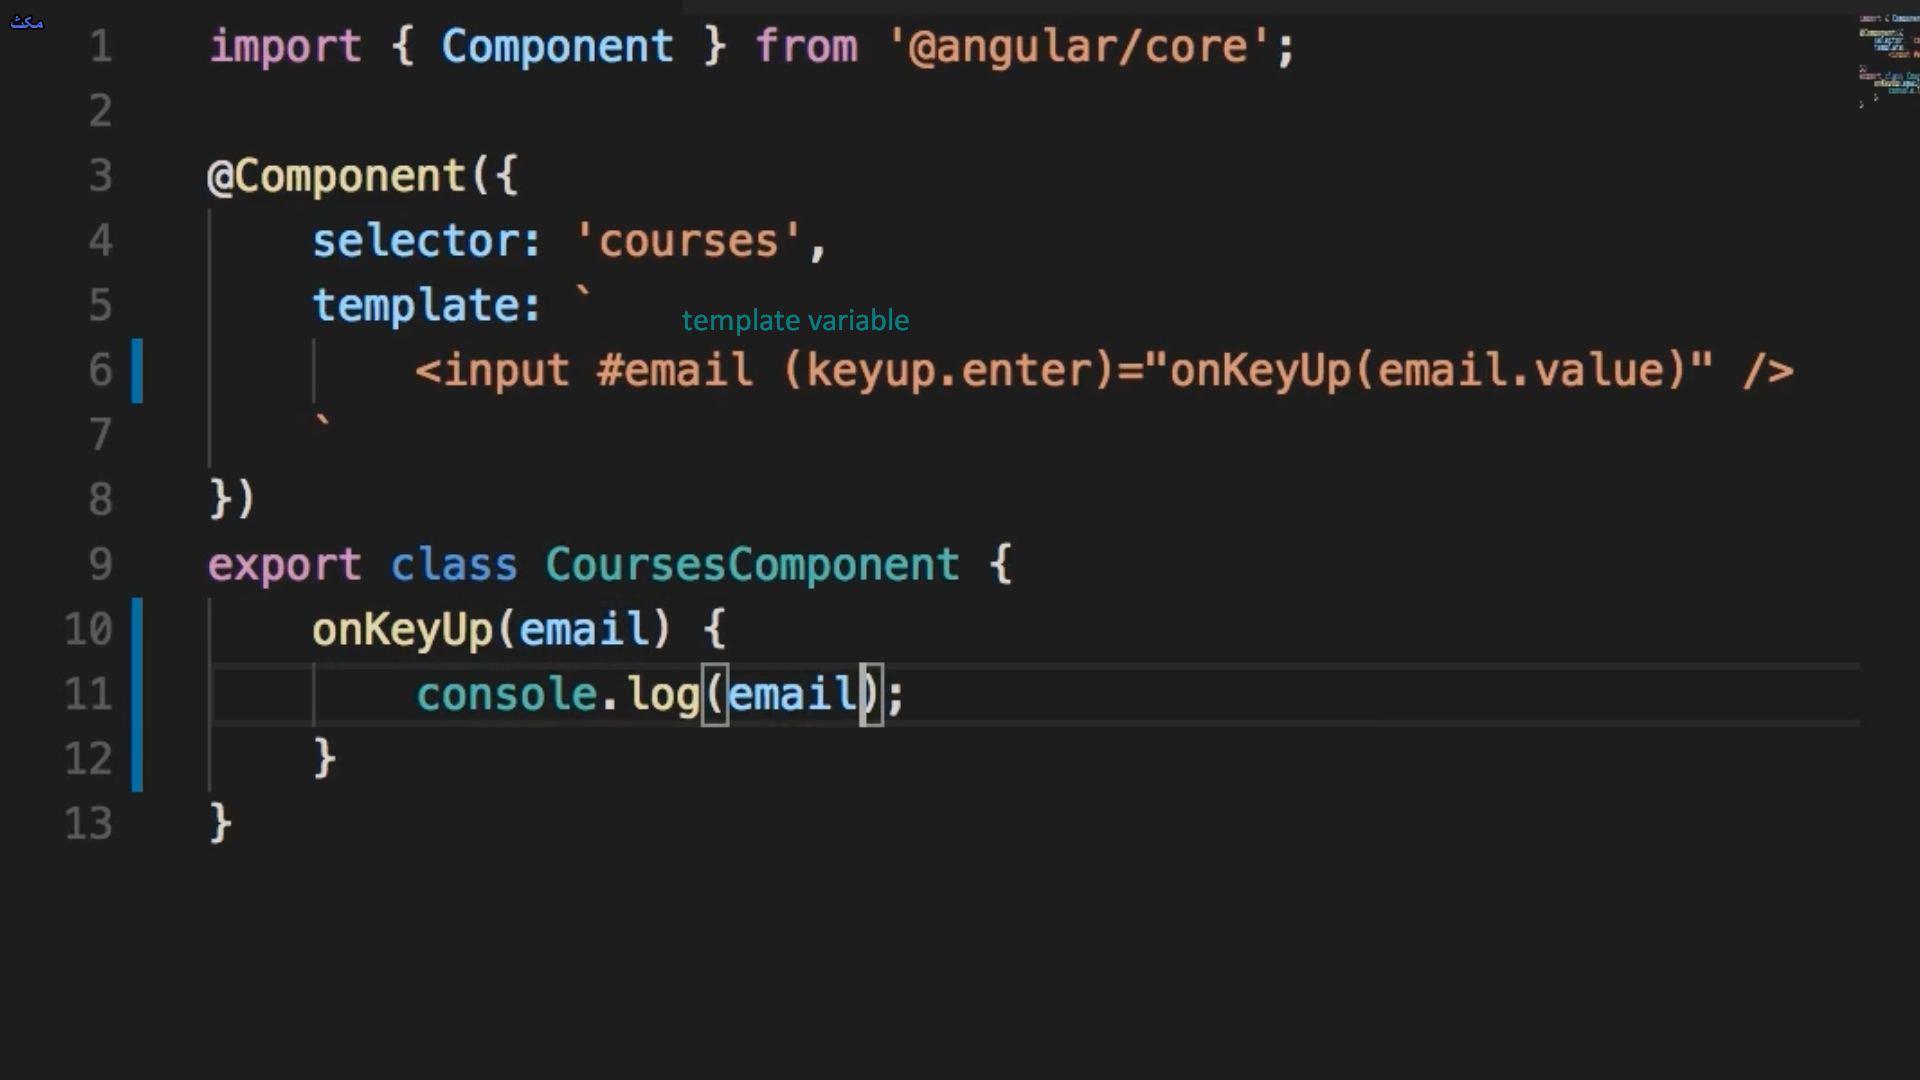 مکث
1 import { Component } from '@angular/core';
2
3 @Component({
4 selector: 'courses',
5 template: `
template variable
6 <input #email (keyup.enter)="onKeyUp(email.value)" />
7 `
8 })
9 export class CoursesComponent {
10 onKeyUp(email) {
11 console.log(email);
12 }
13 }